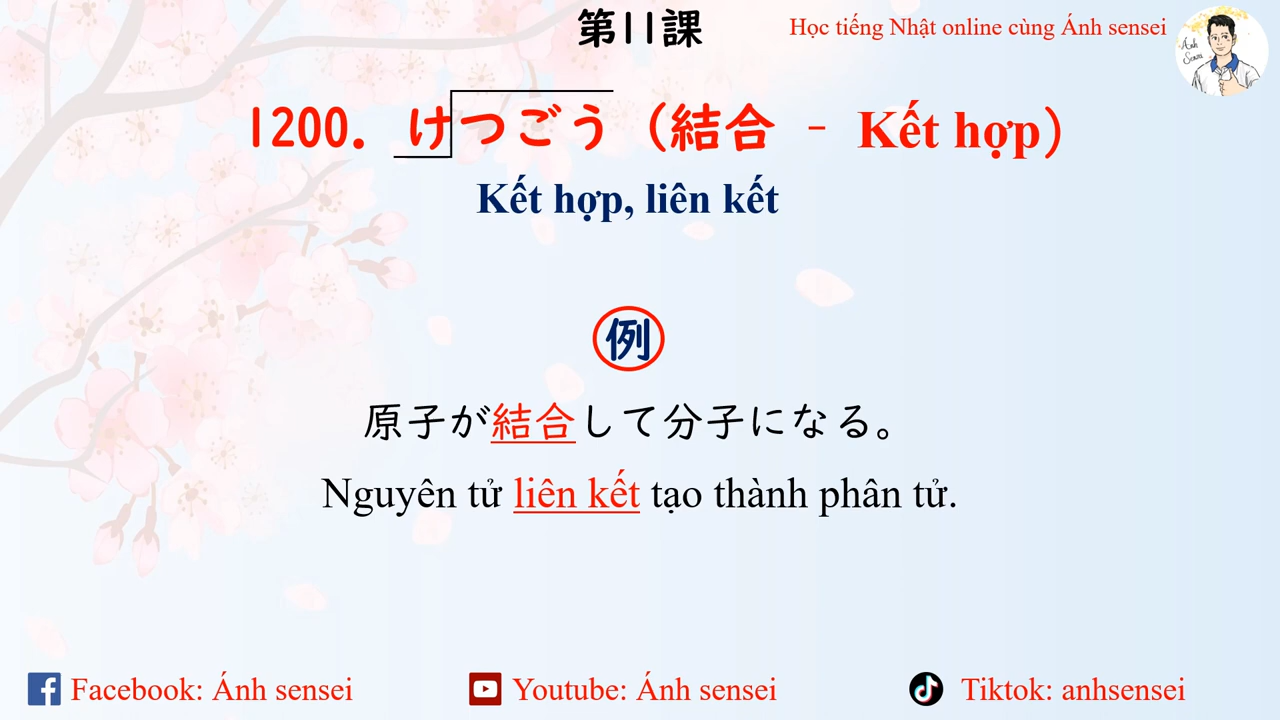 第11課
Học tiếng Nhật online cùng Ánh sensei
Ánh Sensei
1200. けつごう（結合 - Kết hợp）
Kết hợp, liên kết
例
原子が結合して分子になる。
Nguyên tử liên kết tạo thành phân tử.
Facebook: Ánh sensei
Youtube: Ánh sensei
Tiktok: anhsensei